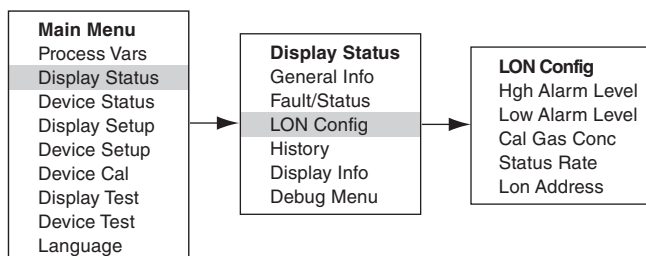 Main Menu
Process Vars
Display Status
Device Status
Display Setup
Device Setup
Device Cal
Display Test
Device Test
Language
Display Status
General Info
Fault/Status
LON Config
History
Display Info
Debug Menu
LON Config
Hgh Alarm Level
Low Alarm Level
Cal Gas Conc
Status Rate
Lon Address